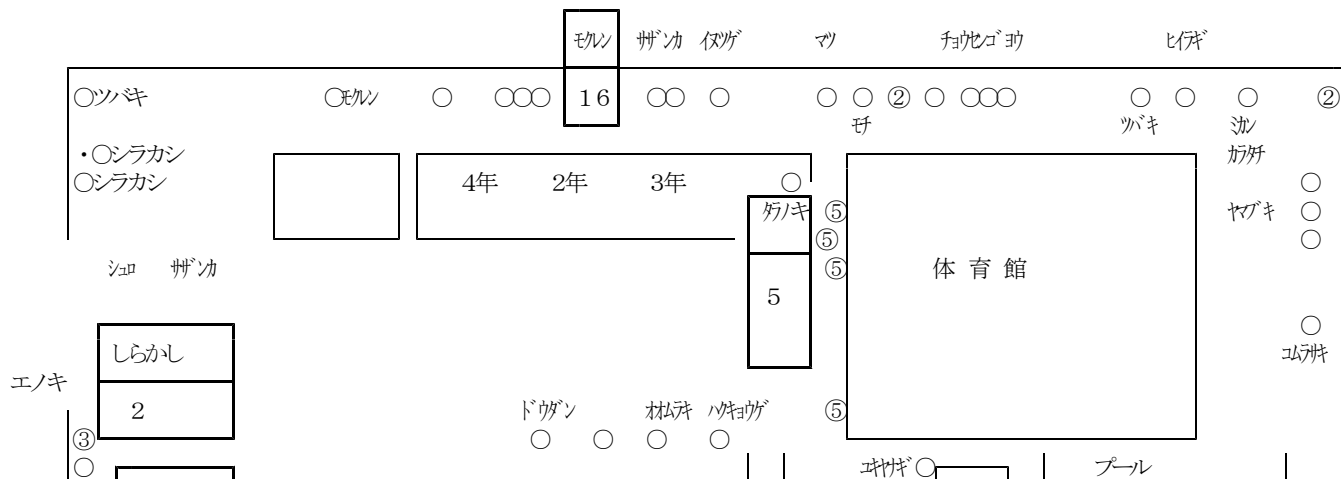 モクレン サザンカ イヌツゲ マツ チョウセンゴヨウ ヒイラギ
○ツバキ ○モクレン ○ ○○○ 16 ○○ ○ ○ ○ ② ○ ○○○ ○ ○ ○ ②
モチ ツバキ ミカン
・○シラカシ カラタチ
○シラカシ 4年 2年 3年 ○ ○
タラノキ ⑤ ヤマブキ ○
⑤ ○
シュロ サザンカ ⑤ 体育館
5
しらかし ○
エノキ コムラサキ
2 ドウダン オオムラサキ ハクチョウゲ ⑤
③ ○ ○ ○ ○
○ ユキヤナギ○ プール